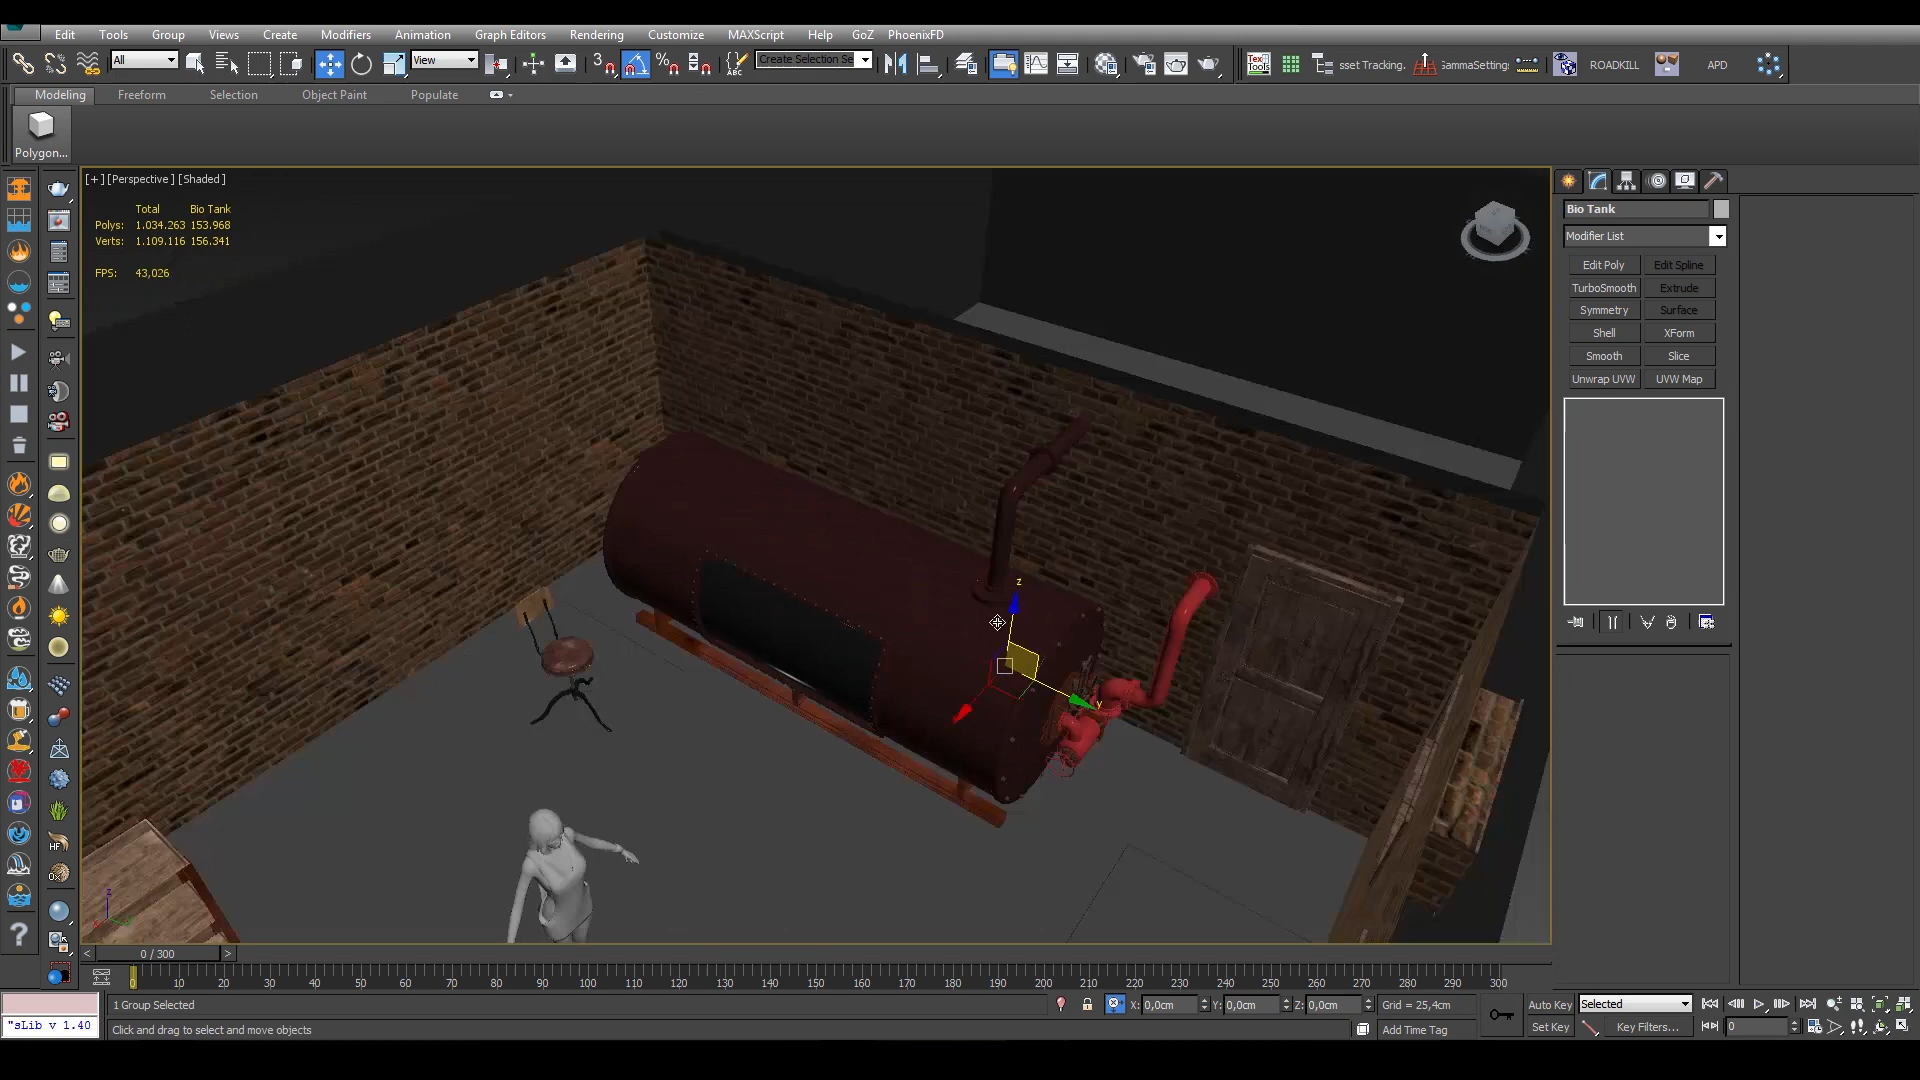 Edit Tools Group Views Create Modifiers Animation Graph Editors Rendering Customize MAXScript Help GoZ PhoenixFD
All View Create Selection Se TexTools sset Tracking. GammaSetting: ROADKILL APD
Modeling Freeform Selection Object Paint Populate
Polygon...
[+] [Perspective ] [Shaded ]
Total Bio Tank
Polys: 1.034.263 153.968
Verts: 1.109.116 156.341
FPS: 43,026
Bio Tank
Modifier List
Edit Poly Edit Spline
TurboSmooth Extrude
Symmetry Surface
Shell XForm
Smooth Slice
Unwrap UVW UVW Map
z
y
HF
z
x
< 0 / 300 >
0 10 20 30 40 50 60 70 80 90 100 110 120 130 140 150 160 170 180 190 200 210 220 230 240 250 260 270 280 290 300
1 Group Selected X: 0,0cm Y: 0,0cm Z: 0,0cm Grid = 25,4cm Auto Key Selected
"sLib v 1.40 Click and drag to select and move objects Add Time Tag Set Key Key Filters... 0